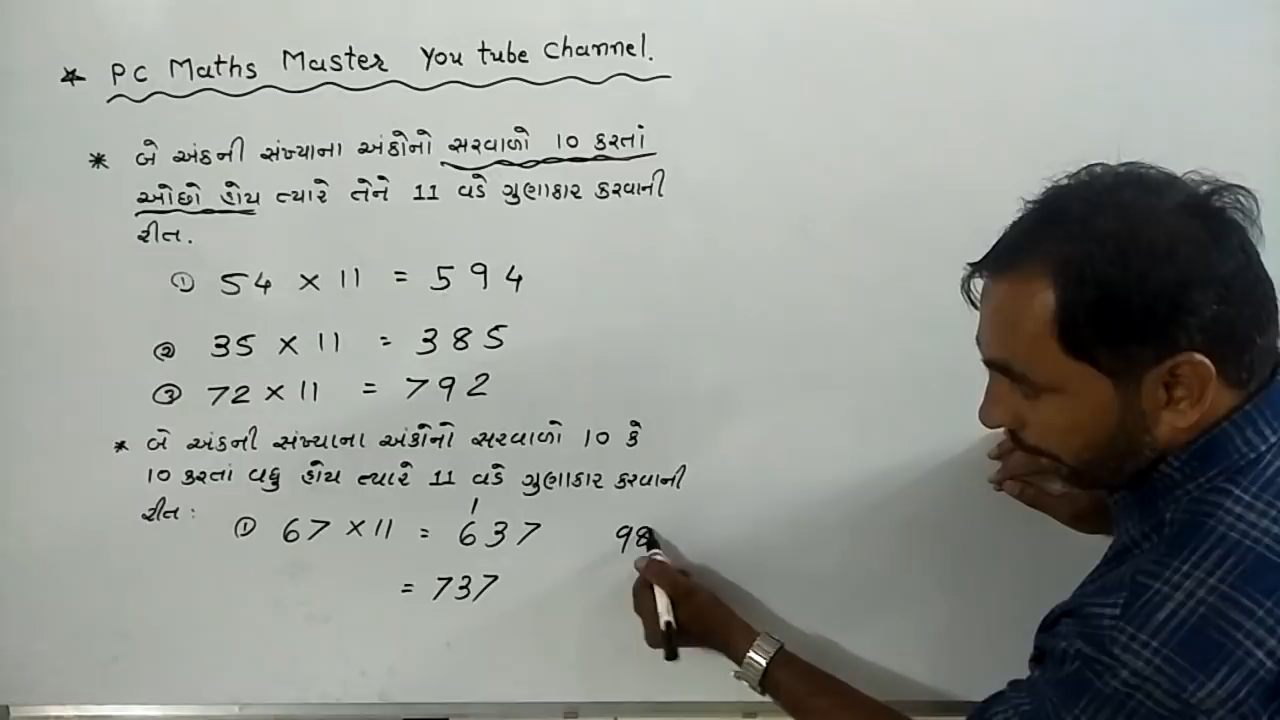 * PC Maths Master You tube Channel.
* બે અંકની સંખ્યાના અંકોનો સરવાળો 10 કરતાં
ઓછો હોય ત્યારે તેને 11 વડે ગુણાકાર કરવાની
રીત.
① 54 × 11 = 594
② 35 × 11 = 385
③ 72 × 11 = 792
* બે અંકની સંખ્યાના અંકોનો સરવાળો 10 કે
10 કરતાં વધુ હોય ત્યારે 11 વડે ગુણાકાર કરવાની
રીત:
1
① 67 × 11 = 637 98
= 737